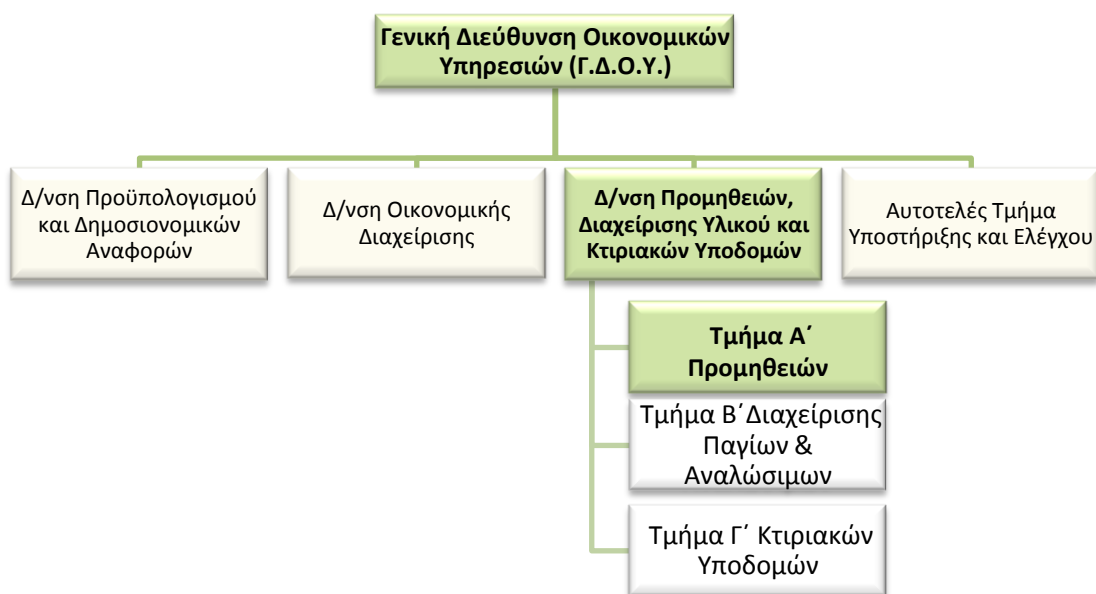 Γενική Διεύθυνση Οικονομικών
Υπηρεσιών (Γ.Δ.Ο.Υ.)
Δ/νση Προϋπολογισμού
και Δημοσιονομικών
Αναφορών
Δ/νση Οικονομικής
Διαχείρισης
Δ/νση Προμηθειών,
Διαχείρισης Υλικού και
Κτιριακών Υποδομών
Αυτοτελές Τμήμα
Υποστήριξης και Ελέγχου
Τμήμα Α΄
Προμηθειών
Τμήμα Β΄Διαχείρισης
Παγίων &
Αναλώσιμων
Τμήμα Γ΄ Κτιριακών
Υποδομών